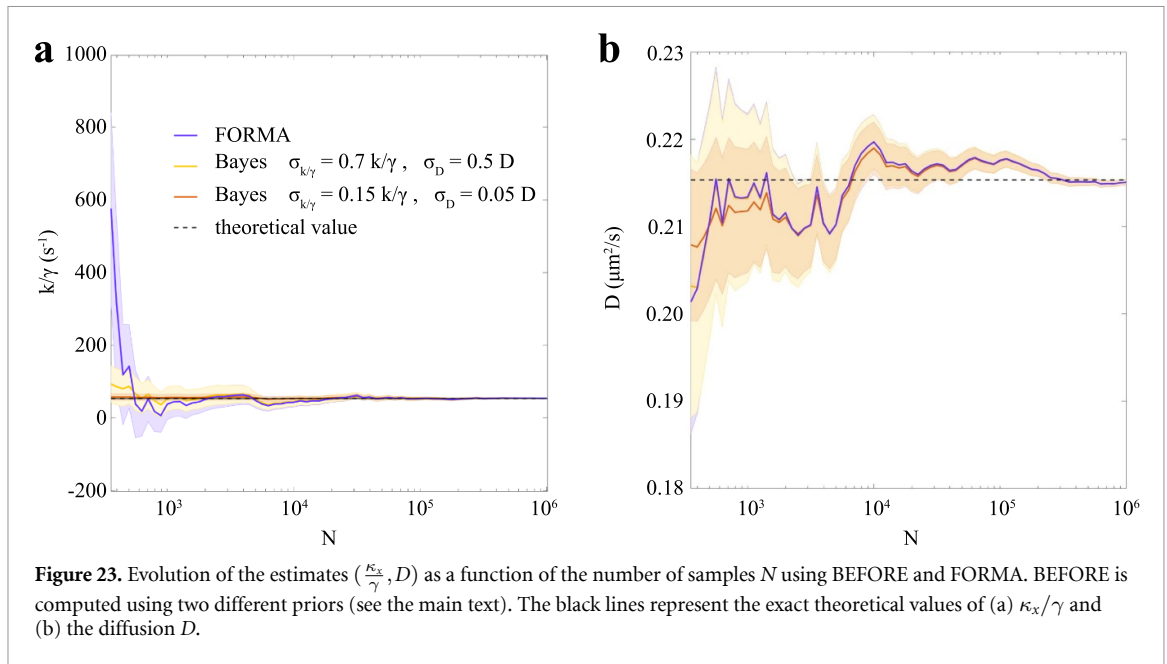 a
b
1000
800
600
400
200
0
-200
k/γ (s-1)
10³
10⁴
10⁵
10⁶
N
FORMA
Bayes σk/γ = 0.7 k/γ , σD = 0.5 D
Bayes σk/γ = 0.15 k/γ , σD = 0.05 D
theoretical value
0.23
0.22
0.21
0.20
0.19
0.18
D (μm²/s)
10³
10⁴
10⁵
10⁶
N
Figure 23. Evolution of the estimates (κx/γ, D) as a function of the number of samples N using BEFORE and FORMA. BEFORE is
computed using two different priors (see the main text). The black lines represent the exact theoretical values of (a) κx/γ and
(b) the diffusion D.